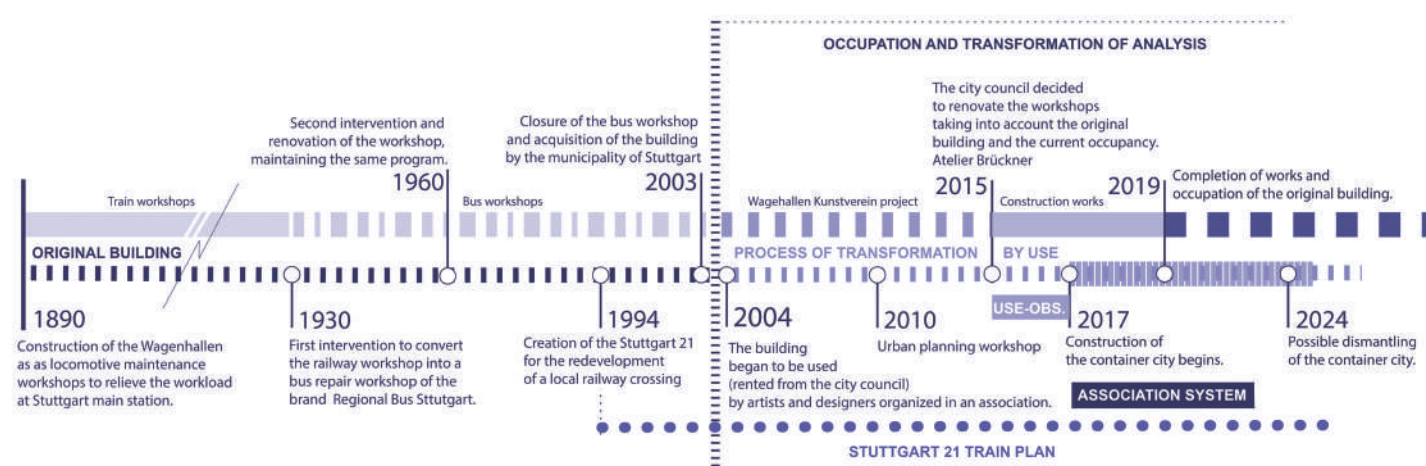 OCCUPATION AND TRANSFORMATION OF ANALYSIS
Second intervention and
renovation of the workshop,
maintaining the same program.
1960
Closure of the bus workshop
and acquisition of the building
by the municipality of Stuttgart
2003
The city council decided
to renovate the workshops
taking into account the original
building and the current occupancy.
Atelier Brückner
2015
2019
Completion of works and
occupation of the original building.
Train workshops
Bus workshops
Wagehallen Kunstverein project
Construction works
ORIGINAL BUILDING
PROCESS OF TRANSFORMATION
BY USE
USE-OBS.
1890
Construction of the Wagenhallen
as as locomotive maintenance
workshops to relieve the workload
at Stuttgart main station.
1930
First intervention to convert
the railway workshop into a
bus repair workshop of the
brand Regional Bus Sttutgart.
1994
Creation of the Stuttgart 21
for the redevelopment
of a local railway crossing
2004
The building
began to be used
(rented from the city council)
by artists and designers organized in an association.
2010
Urban planning workshop
2017
Construction of
the container city begins.
2024
Possible dismantling
of the container city.
ASSOCIATION SYSTEM
STUTTGART 21 TRAIN PLAN